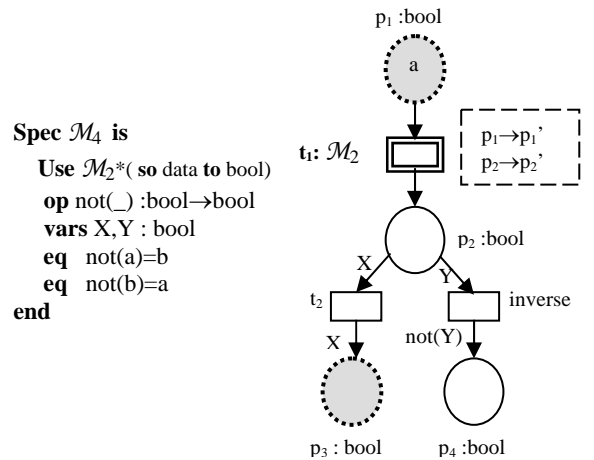 Spec ℳ₄ is
Use ℳ₂*( so data to bool)
op not(_) :bool→bool
vars X,Y : bool
eq not(a)=b
eq not(b)=a
end
p₁ :bool
a
t₁: ℳ₂
p₁→p₁’
p₂→p₂’
p₂ :bool
X
Y
t₂
inverse
X
not(Y)
p₃ : bool
p₄ :bool